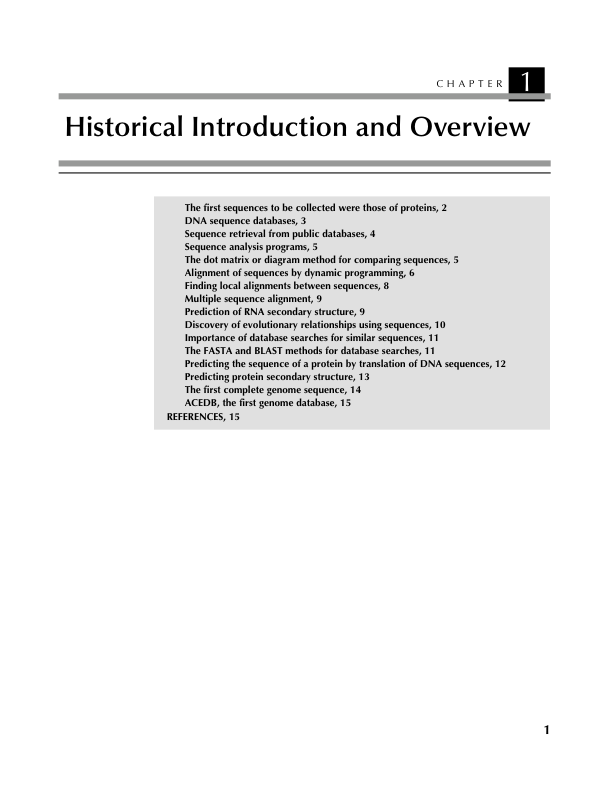 CHAPTER 1
Historical Introduction and Overview
The first sequences to be collected were those of proteins, 2
DNA sequence databases, 3
Sequence retrieval from public databases, 4
Sequence analysis programs, 5
The dot matrix or diagram method for comparing sequences, 5
Alignment of sequences by dynamic programming, 6
Finding local alignments between sequences, 8
Multiple sequence alignment, 9
Prediction of RNA secondary structure, 9
Discovery of evolutionary relationships using sequences, 10
Importance of database searches for similar sequences, 11
The FASTA and BLAST methods for database searches, 11
Predicting the sequence of a protein by translation of DNA sequences, 12
Predicting protein secondary structure, 13
The first complete genome sequence, 14
ACEDB, the first genome database, 15
REFERENCES, 15
1